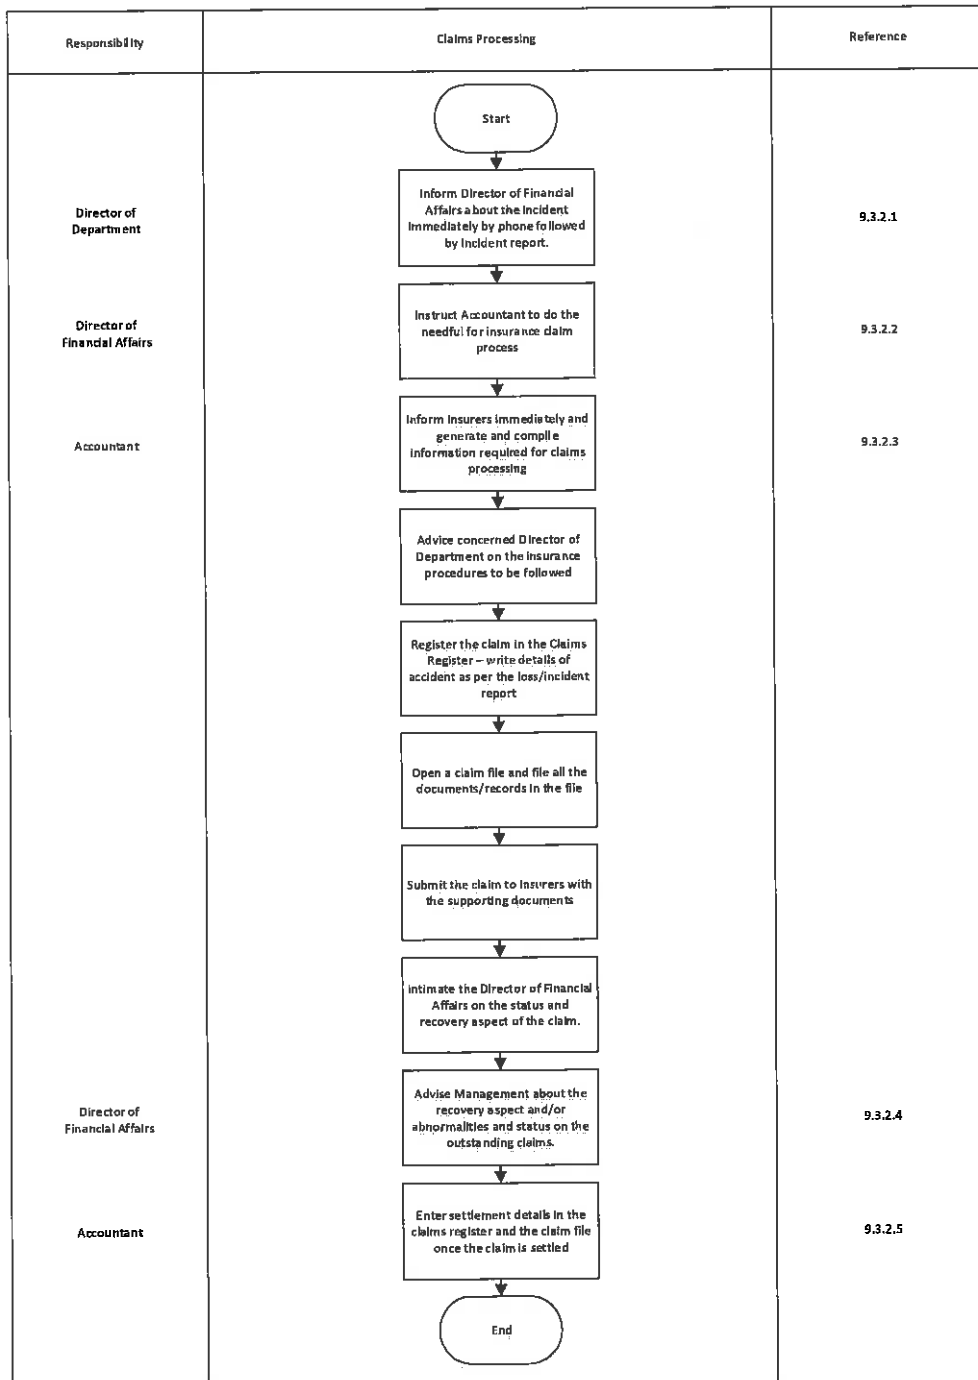 Responsibility
Claims Processing
Reference
Start
Director of
Department
Inform Director of Financial
Affairs about the Incident
immediately by phone followed
by incident report.
9.3.2.1
Director of
Financial Affairs
Instruct Accountant to do the
needful for insurance claim
process
9.3.2.2
Accountant
Inform Insurers immediately and
generate and compile
information required for claims
processing
9.3.2.3
Advice concerned Director of
Department on the insurance
procedures to be followed
Register the claim in the Claims
Register – write details of
accident as per the loss/incident
report
Open a claim file and file all the
documents/records in the file
Submit the claim to Insurers with
the supporting documents
Intimate the Director of Financial
Affairs on the status and
recovery aspect of the claim.
Director of
Financial Affairs
Advise Management about the
recovery aspect and/or
abnormalities and status on the
outstanding claims.
9.3.2.4
Accountant
Enter settlement details in the
claims register and the claim file
once the claim is settled
9.3.2.5
End